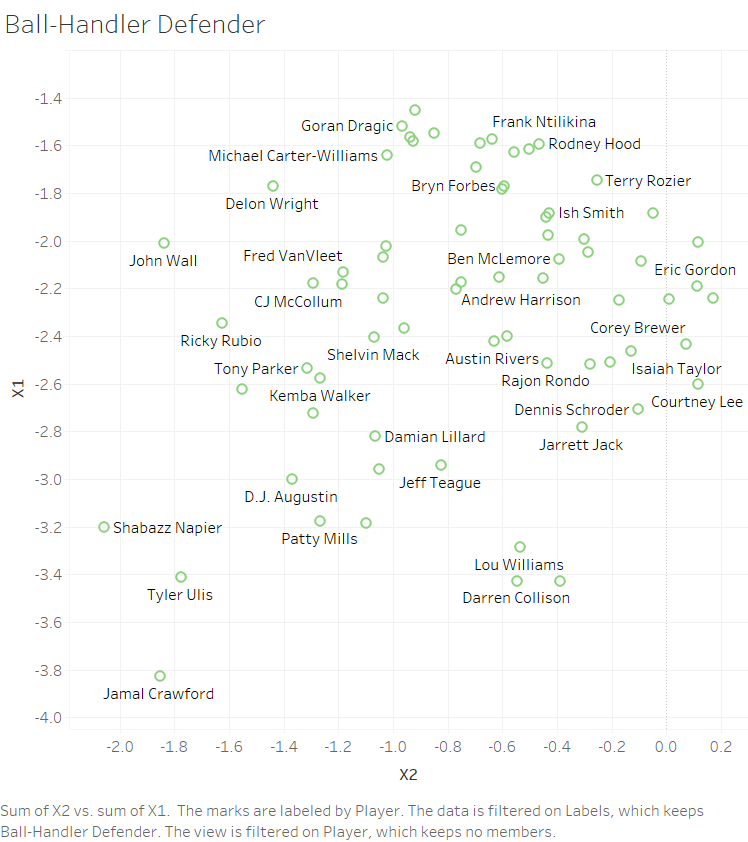 Ball-Handler Defender
-1.4
Frank Ntilikina
Goran Dragic
-1.6
Rodney Hood
Michael Carter-Williams
Terry Rozier
Bryn Forbes
-1.8
Delon Wright
Ish Smith
-2.0
Fred VanVleet
Ben McLemore
John Wall
Eric Gordon
-2.2
CJ McCollum
Andrew Harrison
Corey Brewer
-2.4
Ricky Rubio
Shelvin Mack
Austin Rivers
Tony Parker
Isaiah Taylor
Rajon Rondo
-2.6
Kemba Walker
Courtney Lee
Dennis Schroder
X1
-2.8
Damian Lillard
Jarrett Jack
-3.0
Jeff Teague
D.J. Augustin
-3.2
Shabazz Napier
Patty Mills
Lou Williams
-3.4
Tyler Ulis
Darren Collison
-3.6
-3.8
Jamal Crawford
-4.0
-2.0 -1.8 -1.6 -1.4 -1.2 -1.0 -0.8 -0.6 -0.4 -0.2 0.0 0.2
X2
Sum of X2 vs. sum of X1.  The marks are labeled by Player. The data is filtered on Labels, which keeps
Ball-Handler Defender. The view is filtered on Player, which keeps no members.